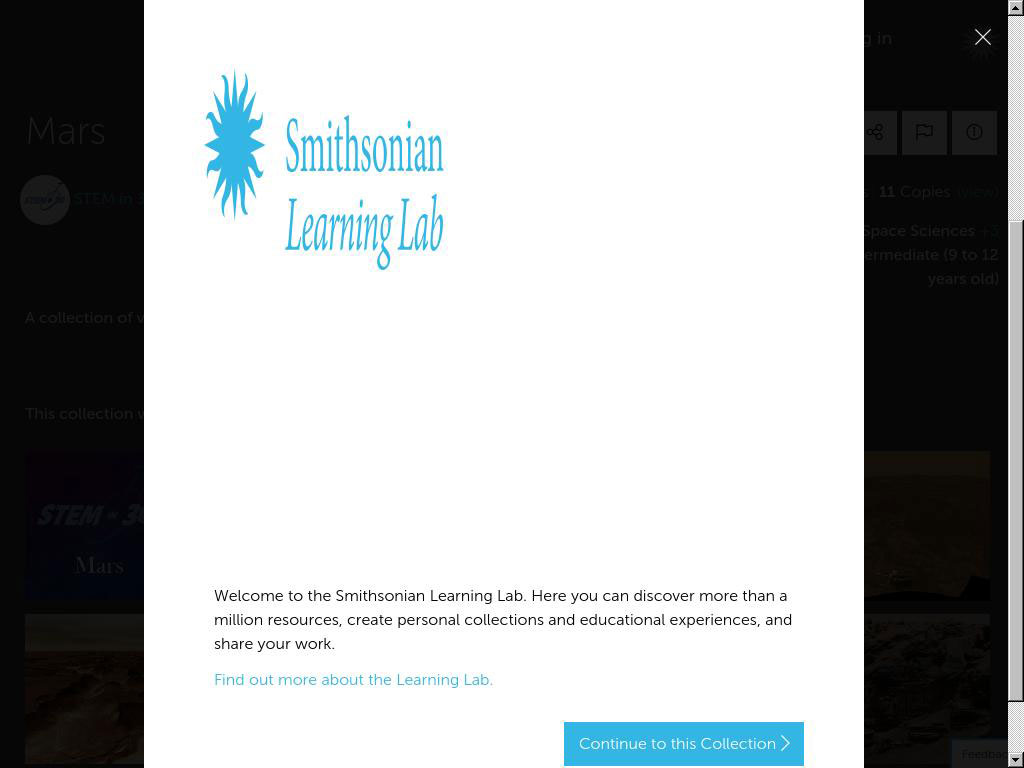 g in
Mars
Smithsonian
Learning Lab
STEM in 3
11 Copies (view)
Space Sciences +3
ermediate (9 to 12
years old)
A collection of v
This collection w
STEM in 30
Mars
Welcome to the Smithsonian Learning Lab. Here you can discover more than a
million resources, create personal collections and educational experiences, and
share your work.
Find out more about the Learning Lab.
Continue to this Collection
Feedbac